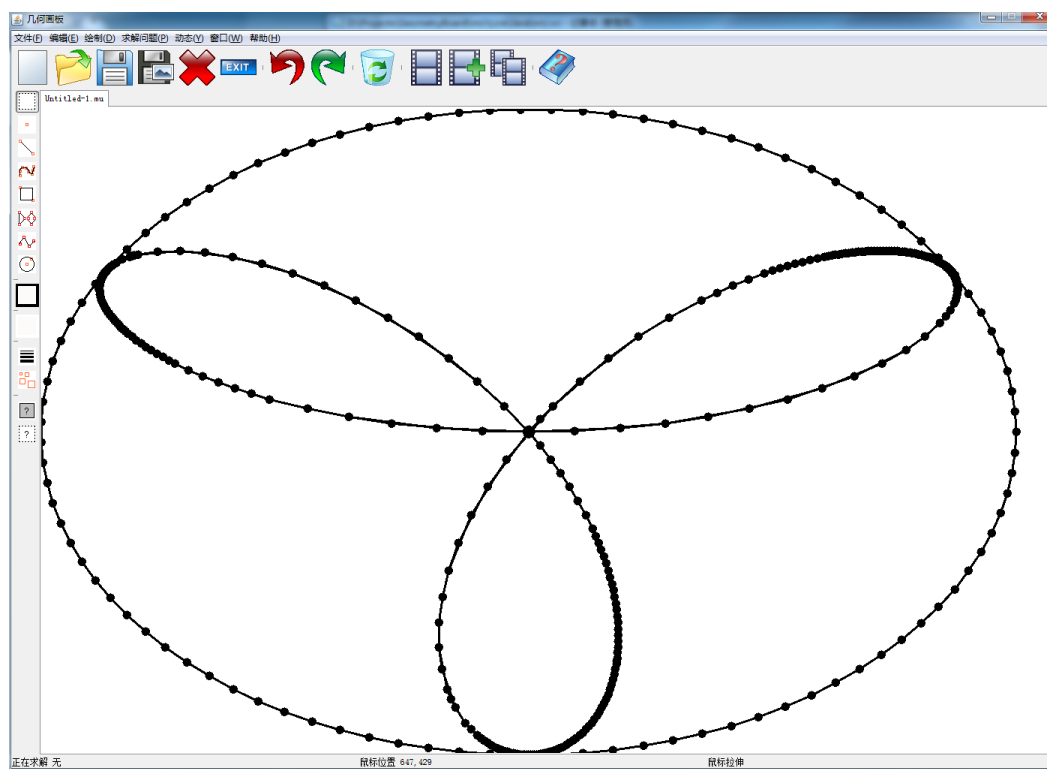 几何画板
文件(F) 编辑(E) 绘制(D) 求解问题(P) 动态(Y) 窗口(W) 帮助(H)
EXIT
Untitled-1.mu
?
?
正在求解 无 鼠标位置 647,429 鼠标拉伸